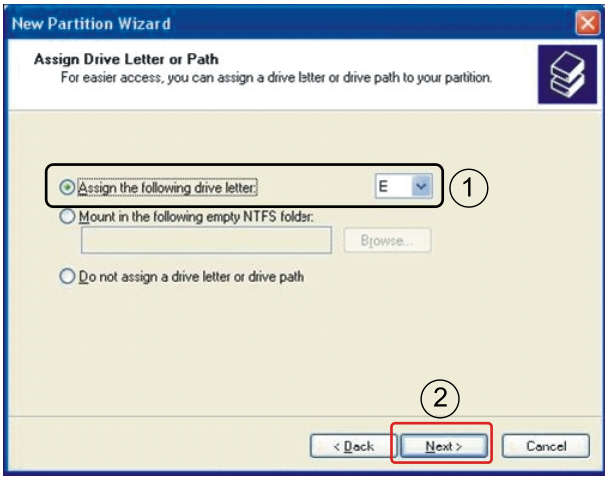 New Partition Wizard
Assign Drive Letter or Path
For easier access, you can assign a drive letter or drive path to your partition.
Assign the following drive letter: E 1
Mount in the following empty NTFS folder:
Browse...
Do not assign a drive letter or drive path
2
< Back Next > Cancel